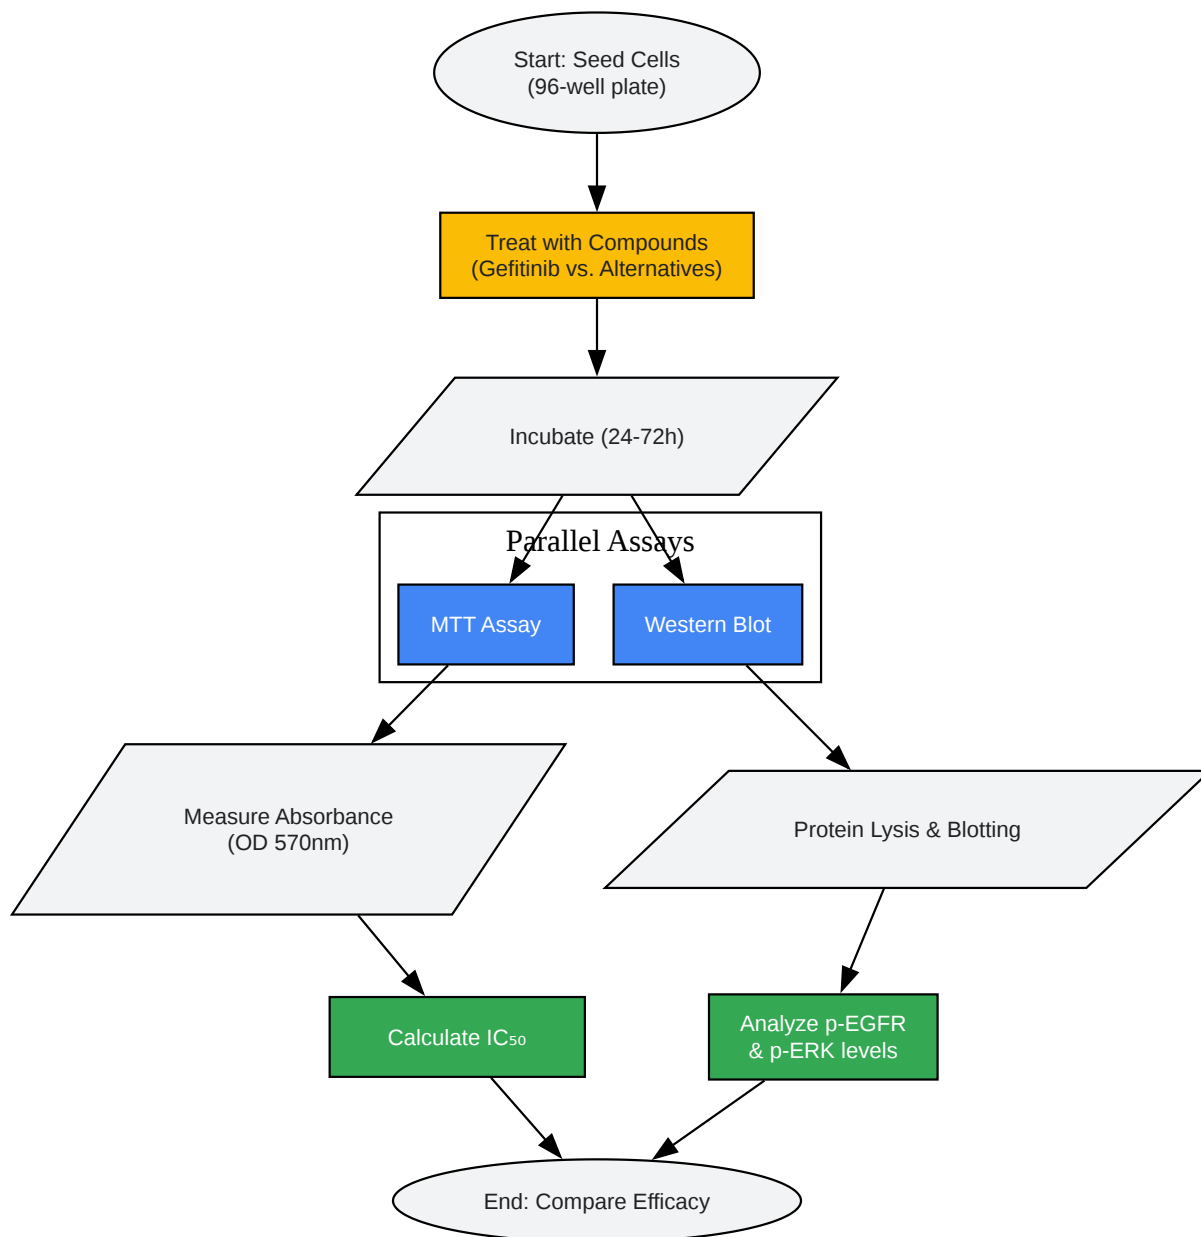 Start: Seed Cells
(96-well plate)
Treat with Compounds
(Gefitinib vs. Alternatives)
Incubate (24-72h)
Parallel Assays
MTT Assay
Western Blot
Measure Absorbance
(OD 570nm)
Protein Lysis & Blotting
Calculate IC₅₀
Analyze p-EGFR
& p-ERK levels
End: Compare Efficacy